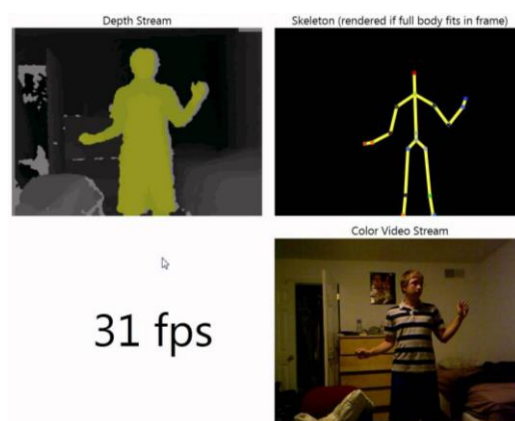 Depth Stream
Skeleton (rendered if full body fits in frame)
Color Video Stream
31 fps